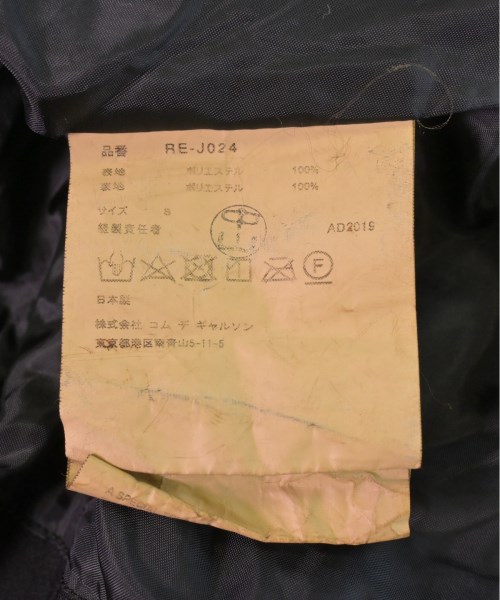 品番 RE-J024
表地 ポリエステル 100%
裏地 ポリエステル 100%
サイズ S
縫製責任者
AD2019
F
日本製
株式会社 コム デ ギャルソン
東京都港区南青山5-11-5